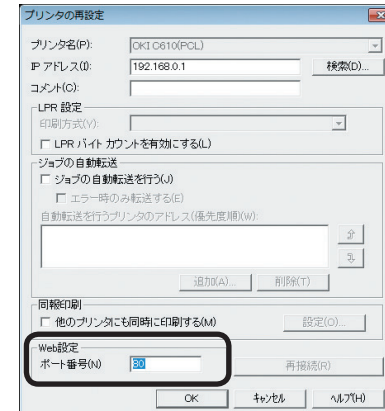 プリンタの再設定
プリンタ名(P): OKI C610(PCL)
IP アドレス(I): 192.168.0.1 検索(D)...
コメント(C):
LPR 設定
印刷方式(Y):
LPR バイト カウントを有効にする(L)
ジョブの自動転送
ジョブの自動転送を行う(J)
エラー時のみ転送する(E)
自動転送を行うプリンタのアドレス(優先度順)(W):
追加(A)... 削除(T)
同報印刷
他のプリンタにも同時に印刷する(M) 設定(O)...
Web設定
ポート番号(N) 80 再接続(R)
OK キャンセル ヘルプ(H)